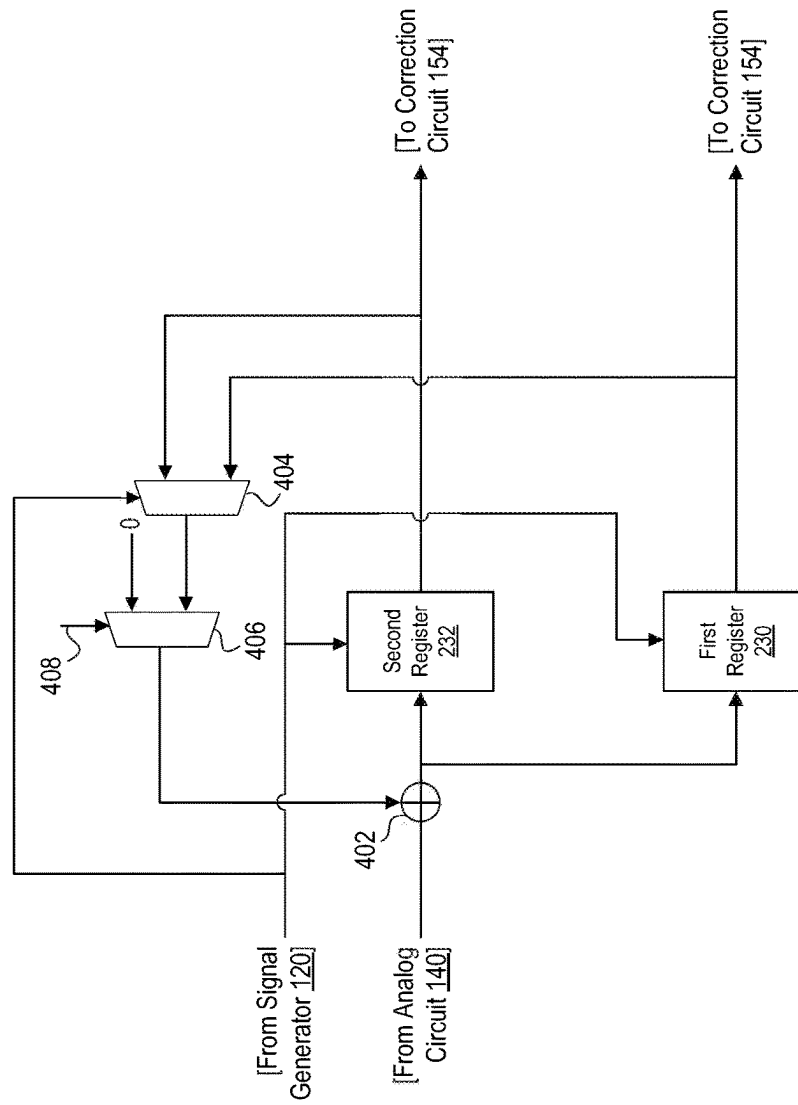 408
0
406
404
[From Signal
Generator 120]
402
[From Analog
Circuit 140]
Second
Register
232
First
Register
230
[To Correction
Circuit 154]
[To Correction
Circuit 154]